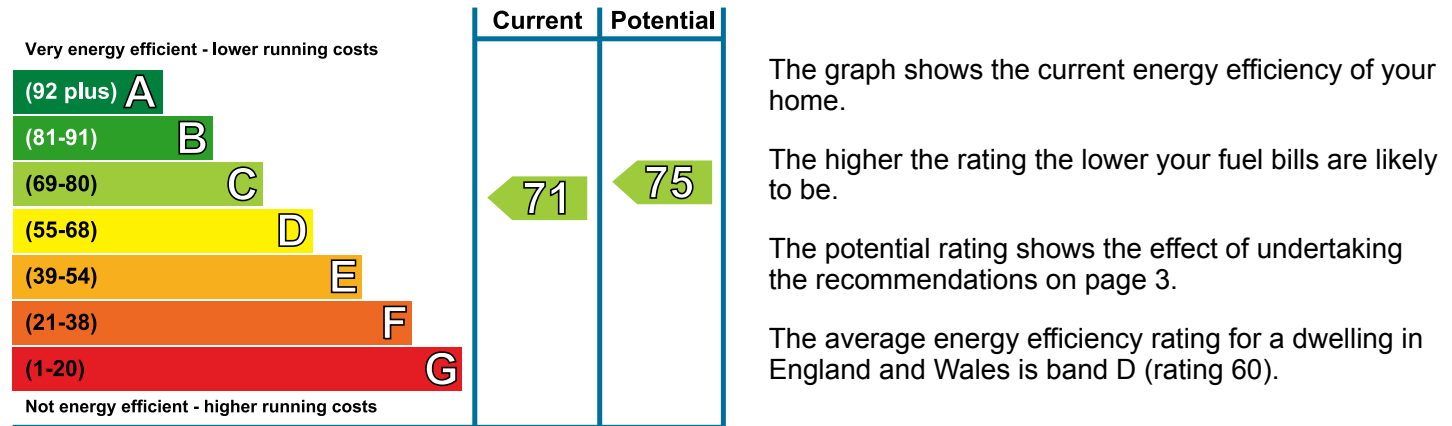 Current Potential
Very energy efficient - lower running costs
(92 plus) A
(81-91) B
(69-80) C
(55-68) D
(39-54) E
(21-38) F
(1-20) G
Not energy efficient - higher running costs
71
75
The graph shows the current energy efficiency of your
home.
The higher the rating the lower your fuel bills are likely
to be.
The potential rating shows the effect of undertaking
the recommendations on page 3.
The average energy efficiency rating for a dwelling in
England and Wales is band D (rating 60).